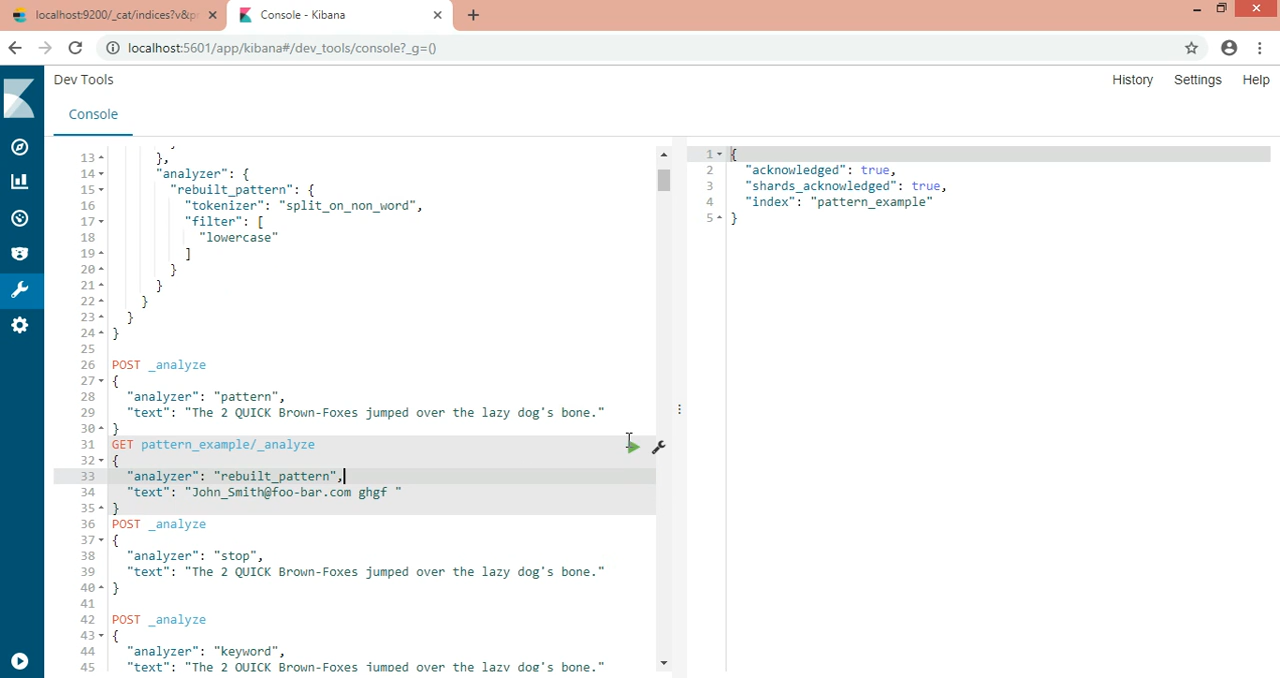 localhost:9200/_cat/indices?v&pr
Console - Kibana
localhost:5601/app/kibana#/dev_tools/console?_g=()
Dev Tools
History Settings Help
Console
13 },
14 "analyzer": {
15 "rebuilt_pattern": {
16 "tokenizer": "split_on_non_word",
17 "filter": [
18 "lowercase"
19 ]
20 }
21 }
22 }
23 }
24 }
25
26 POST _analyze
27 {
28 "analyzer": "pattern",
29 "text": "The 2 QUICK Brown-Foxes jumped over the lazy dog's bone."
30 }
31 GET pattern_example/_analyze
32 {
33 "analyzer": "rebuilt_pattern",
34 "text": "John_Smith@foo-bar.com ghgf "
35 }
36 POST _analyze
37 {
38 "analyzer": "stop",
39 "text": "The 2 QUICK Brown-Foxes jumped over the lazy dog's bone."
40 }
41
42 POST _analyze
43 {
44 "analyzer": "keyword",
45 "text": "The 2 QUICK Brown-Foxes jumped over the lazy dog's bone."
1 {
2 "acknowledged": true,
3 "shards_acknowledged": true,
4 "index": "pattern_example"
5 }